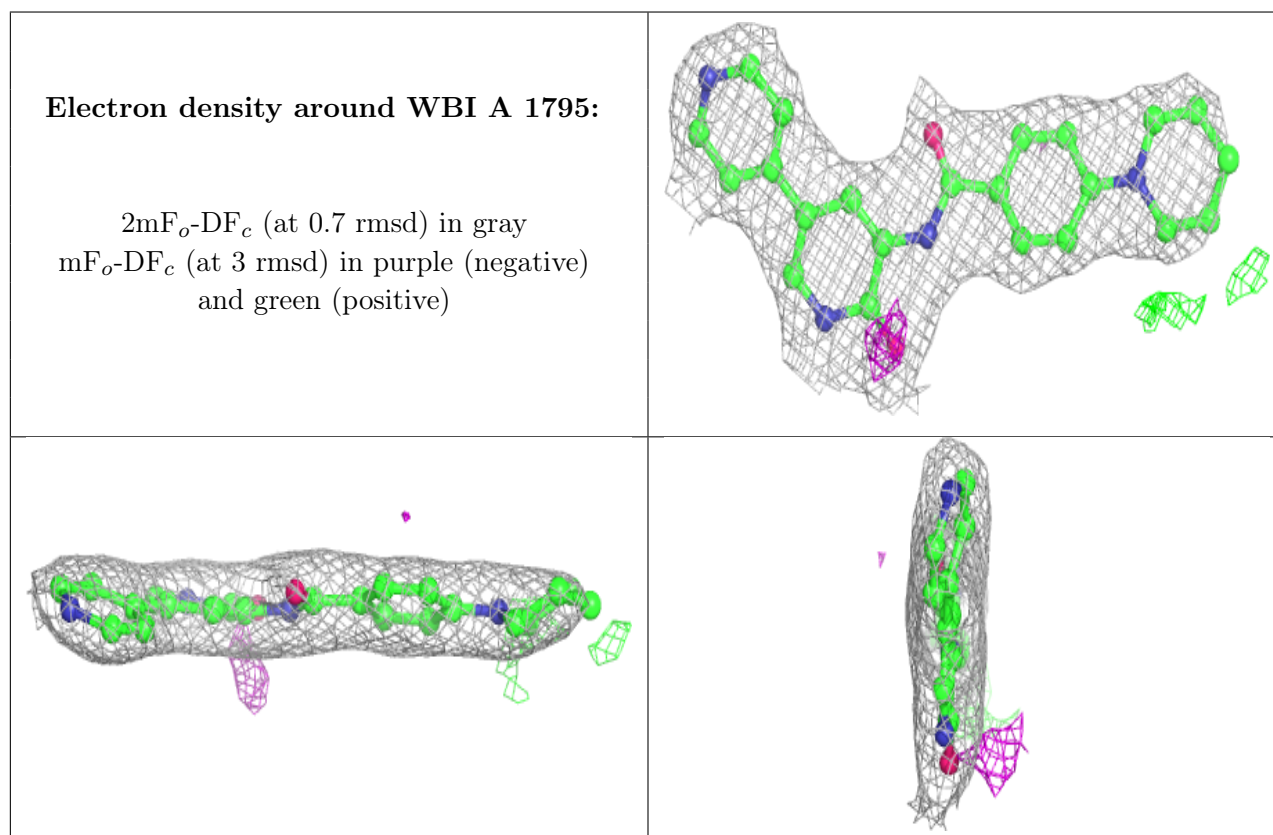 Electron density around WBI A 1795:
2mFo-DFc (at 0.7 rmsd) in gray
mFo-DFc (at 3 rmsd) in purple (negative)
and green (positive)